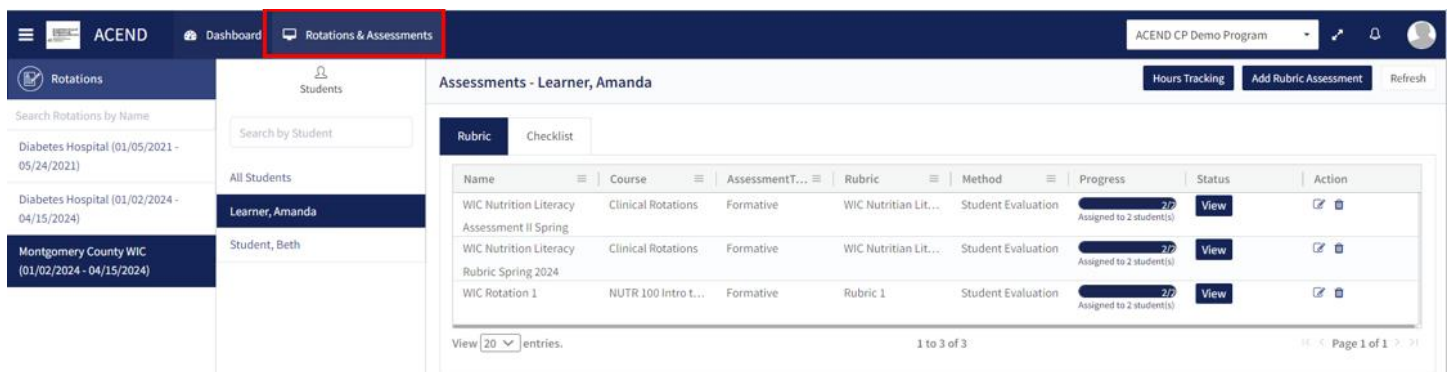 ACEND
Dashboard
Rotations & Assessments
ACEND CP Demo Program
Rotations
Search Rotations by Name
Diabetes Hospital (01/05/2021 -
05/24/2021)
Diabetes Hospital (01/02/2024 -
04/15/2024)
Montgomery County WIC
(01/02/2024 - 04/15/2024)
Students
Search by Student
All Students
Learner, Amanda
Student, Beth
Assessments - Learner, Amanda
Hours Tracking
Add Rubric Assessment
Refresh
Rubric
Checklist
Name Course AssessmentT... Rubric Method Progress Status Action
WIC Nutrition Literacy Clinical Rotations Formative WIC Nutritian Lit... Student Evaluation 2/2 View
Assessment II Spring Assigned to 2 student(s)
WIC Nutrition Literacy Clinical Rotations Formative WIC Nutritian Lit... Student Evaluation 2/2 View
Rubric Spring 2024 Assigned to 2 student(s)
WIC Rotation 1 NUTR 100 Intro t... Formative Rubric 1 Student Evaluation 2/2 View
Assigned to 2 student(s)
View 20 entries. 1 to 3 of 3 Page 1 of 1